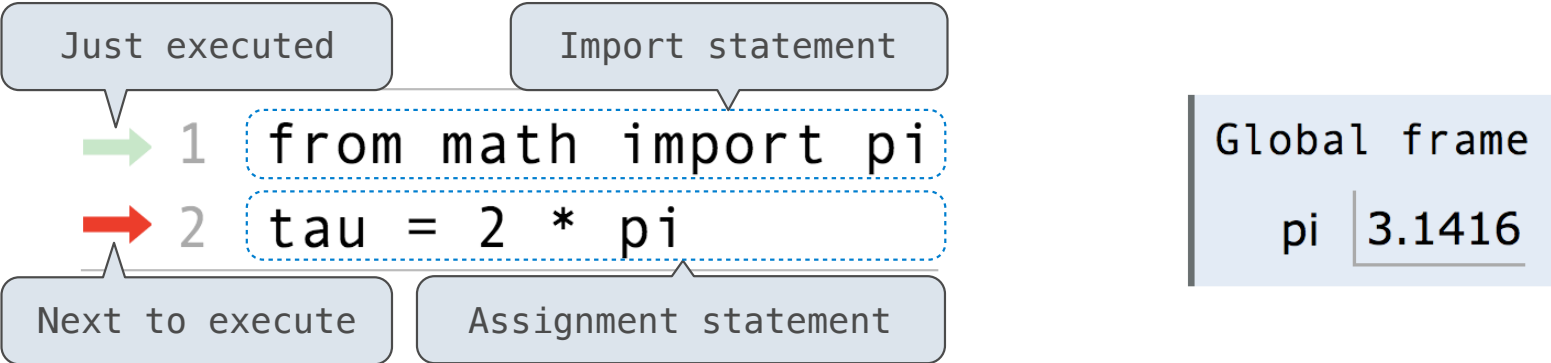 Just executed
Import statement
1 from math import pi
2 tau = 2 * pi
Next to execute
Assignment statement
Global frame
pi 3.1416